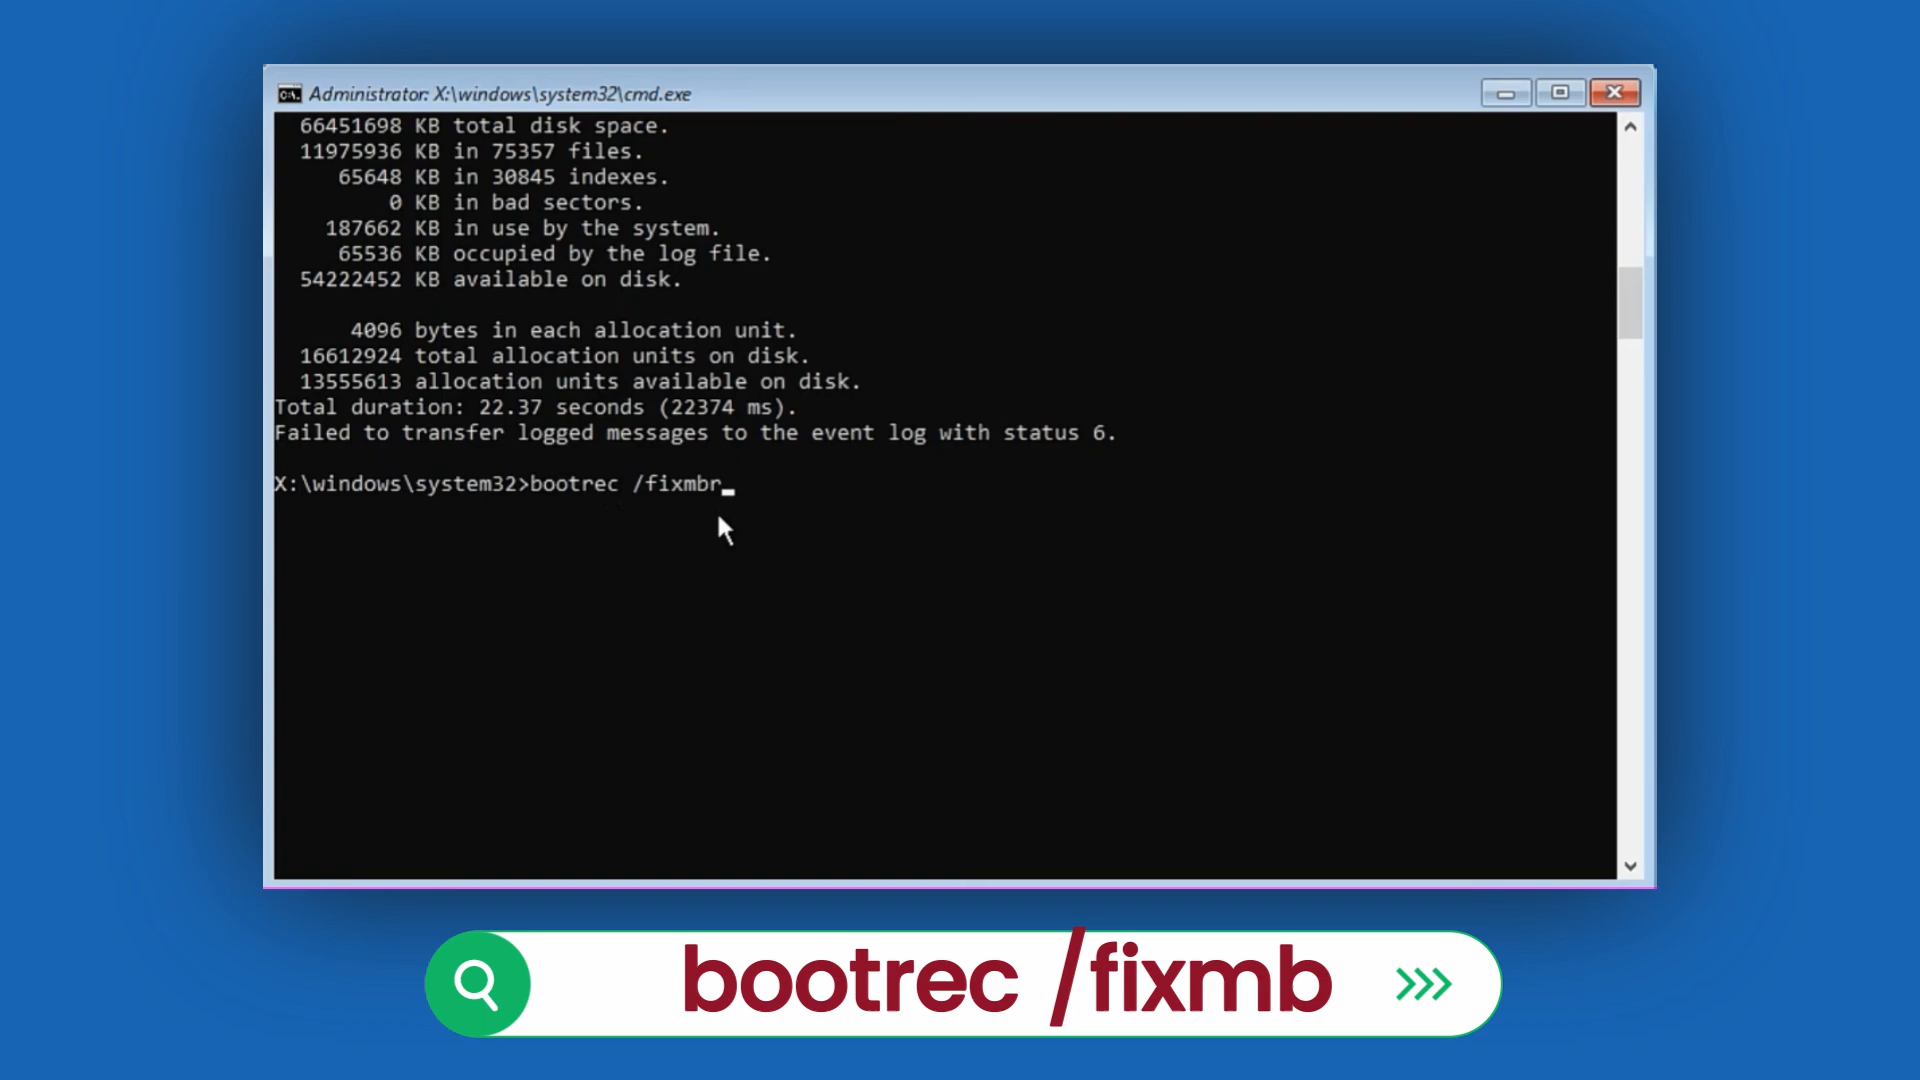 Administrator: X:\windows\system32\cmd.exe
66451698 KB total disk space.
11975936 KB in 75357 files.
65648 KB in 30845 indexes.
0 KB in bad sectors.
187662 KB in use by the system.
65536 KB occupied by the log file.
54222452 KB available on disk.
4096 bytes in each allocation unit.
16612924 total allocation units on disk.
13555613 allocation units available on disk.
Total duration: 22.37 seconds (22374 ms).
Failed to transfer logged messages to the event log with status 6.
X:\windows\system32>bootrec /fixmbr
bootrec /fixmb